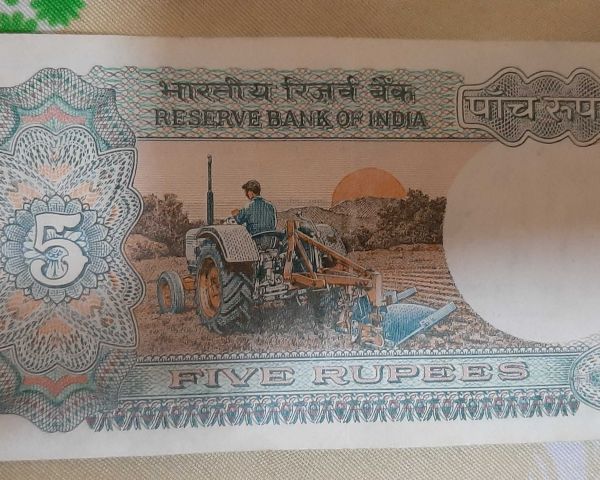 भारतीय रिज़र्व बैंक
RESERVE BANK OF INDIA
पाँच
5
FIVE RUPEES